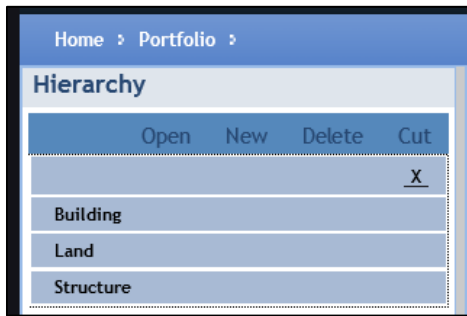 Home Portfolio
Hierarchy
Open New Delete Cut
X
Building
Land
Structure